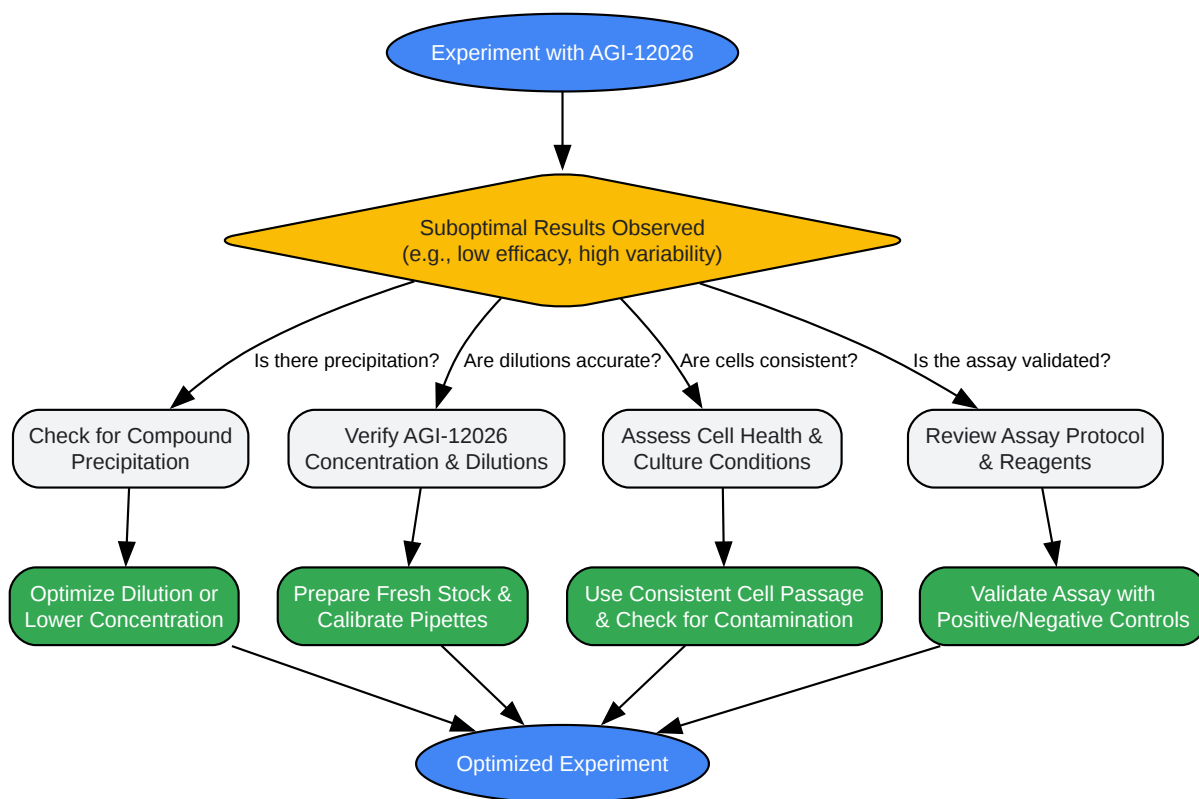 Experiment with AGI-12026
Suboptimal Results Observed
(e.g., low efficacy, high variability)
Is there precipitation?
Are dilutions accurate?
Are cells consistent?
Is the assay validated?
Check for Compound
Precipitation
Verify AGI-12026
Concentration & Dilutions
Assess Cell Health &
Culture Conditions
Review Assay Protocol
& Reagents
Optimize Dilution or
Lower Concentration
Prepare Fresh Stock &
Calibrate Pipettes
Use Consistent Cell Passage
& Check for Contamination
Validate Assay with
Positive/Negative Controls
Optimized Experiment